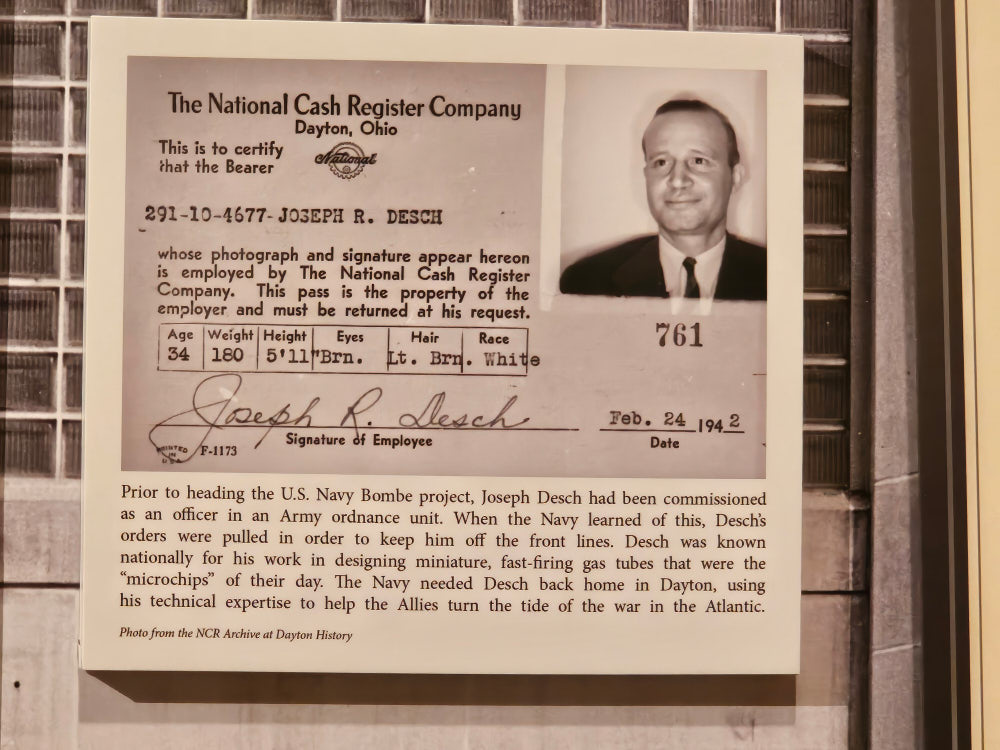 The National Cash Register Company
Dayton, Ohio
This is to certify
that the Bearer
National
291-10-4677- JOSEPH R. DESCH
whose photograph and signature appear hereon
is employed by The National Cash Register
Company. This pass is the property of the
employer and must be returned at his request.
Age Weight Height Eyes Hair Race
34 180 5'11" Brn. Lt. Brn. White
761
Joseph R. Desch
Feb. 24 1942
Signature of Employee
Date
PRINTED
IN
U.S.A.
F-1173
Prior to heading the U.S. Navy Bombe project, Joseph Desch had been commissioned
as an officer in an Army ordnance unit. When the Navy learned of this, Desch's
orders were pulled in order to keep him off the front lines. Desch was known
nationally for his work in designing miniature, fast-firing gas tubes that were the
“microchips” of their day. The Navy needed Desch back home in Dayton, using
his technical expertise to help the Allies turn the tide of the war in the Atlantic.
Photo from the NCR Archive at Dayton History